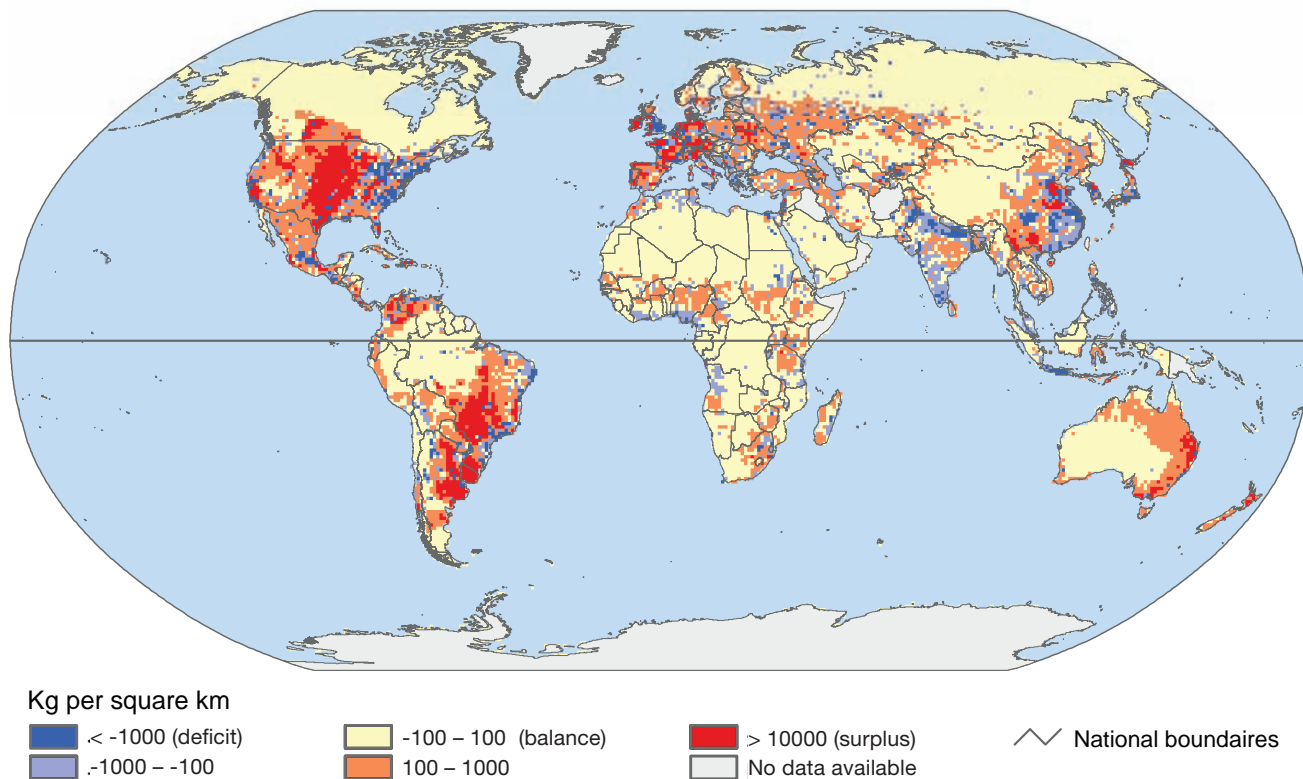 Kg per square km
.< -1000 (deficit)
-100 – 100 (balance)
> 10000 (surplus)
National boundaires
.-1000 – -100
100 – 1000
No data available